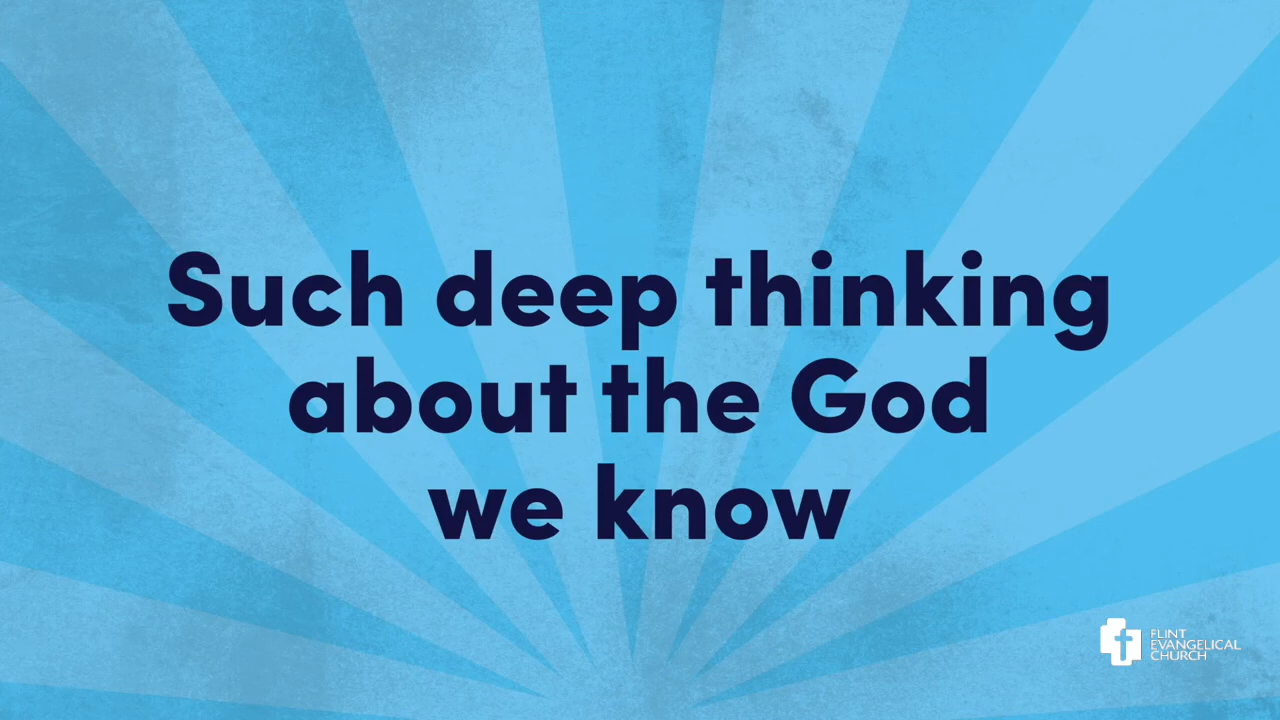 Such deep thinking
about the God
we know
FLINT
EVANGELICAL
CHURCH